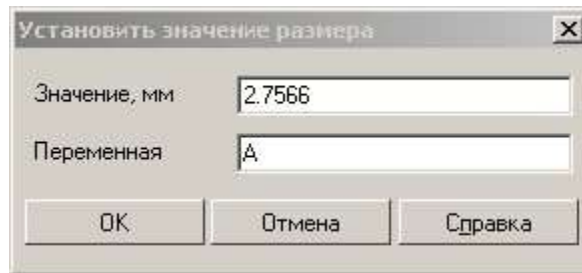 Установить значение размера
Значение, мм 2.7566
Переменная A
OK Отмена Справка